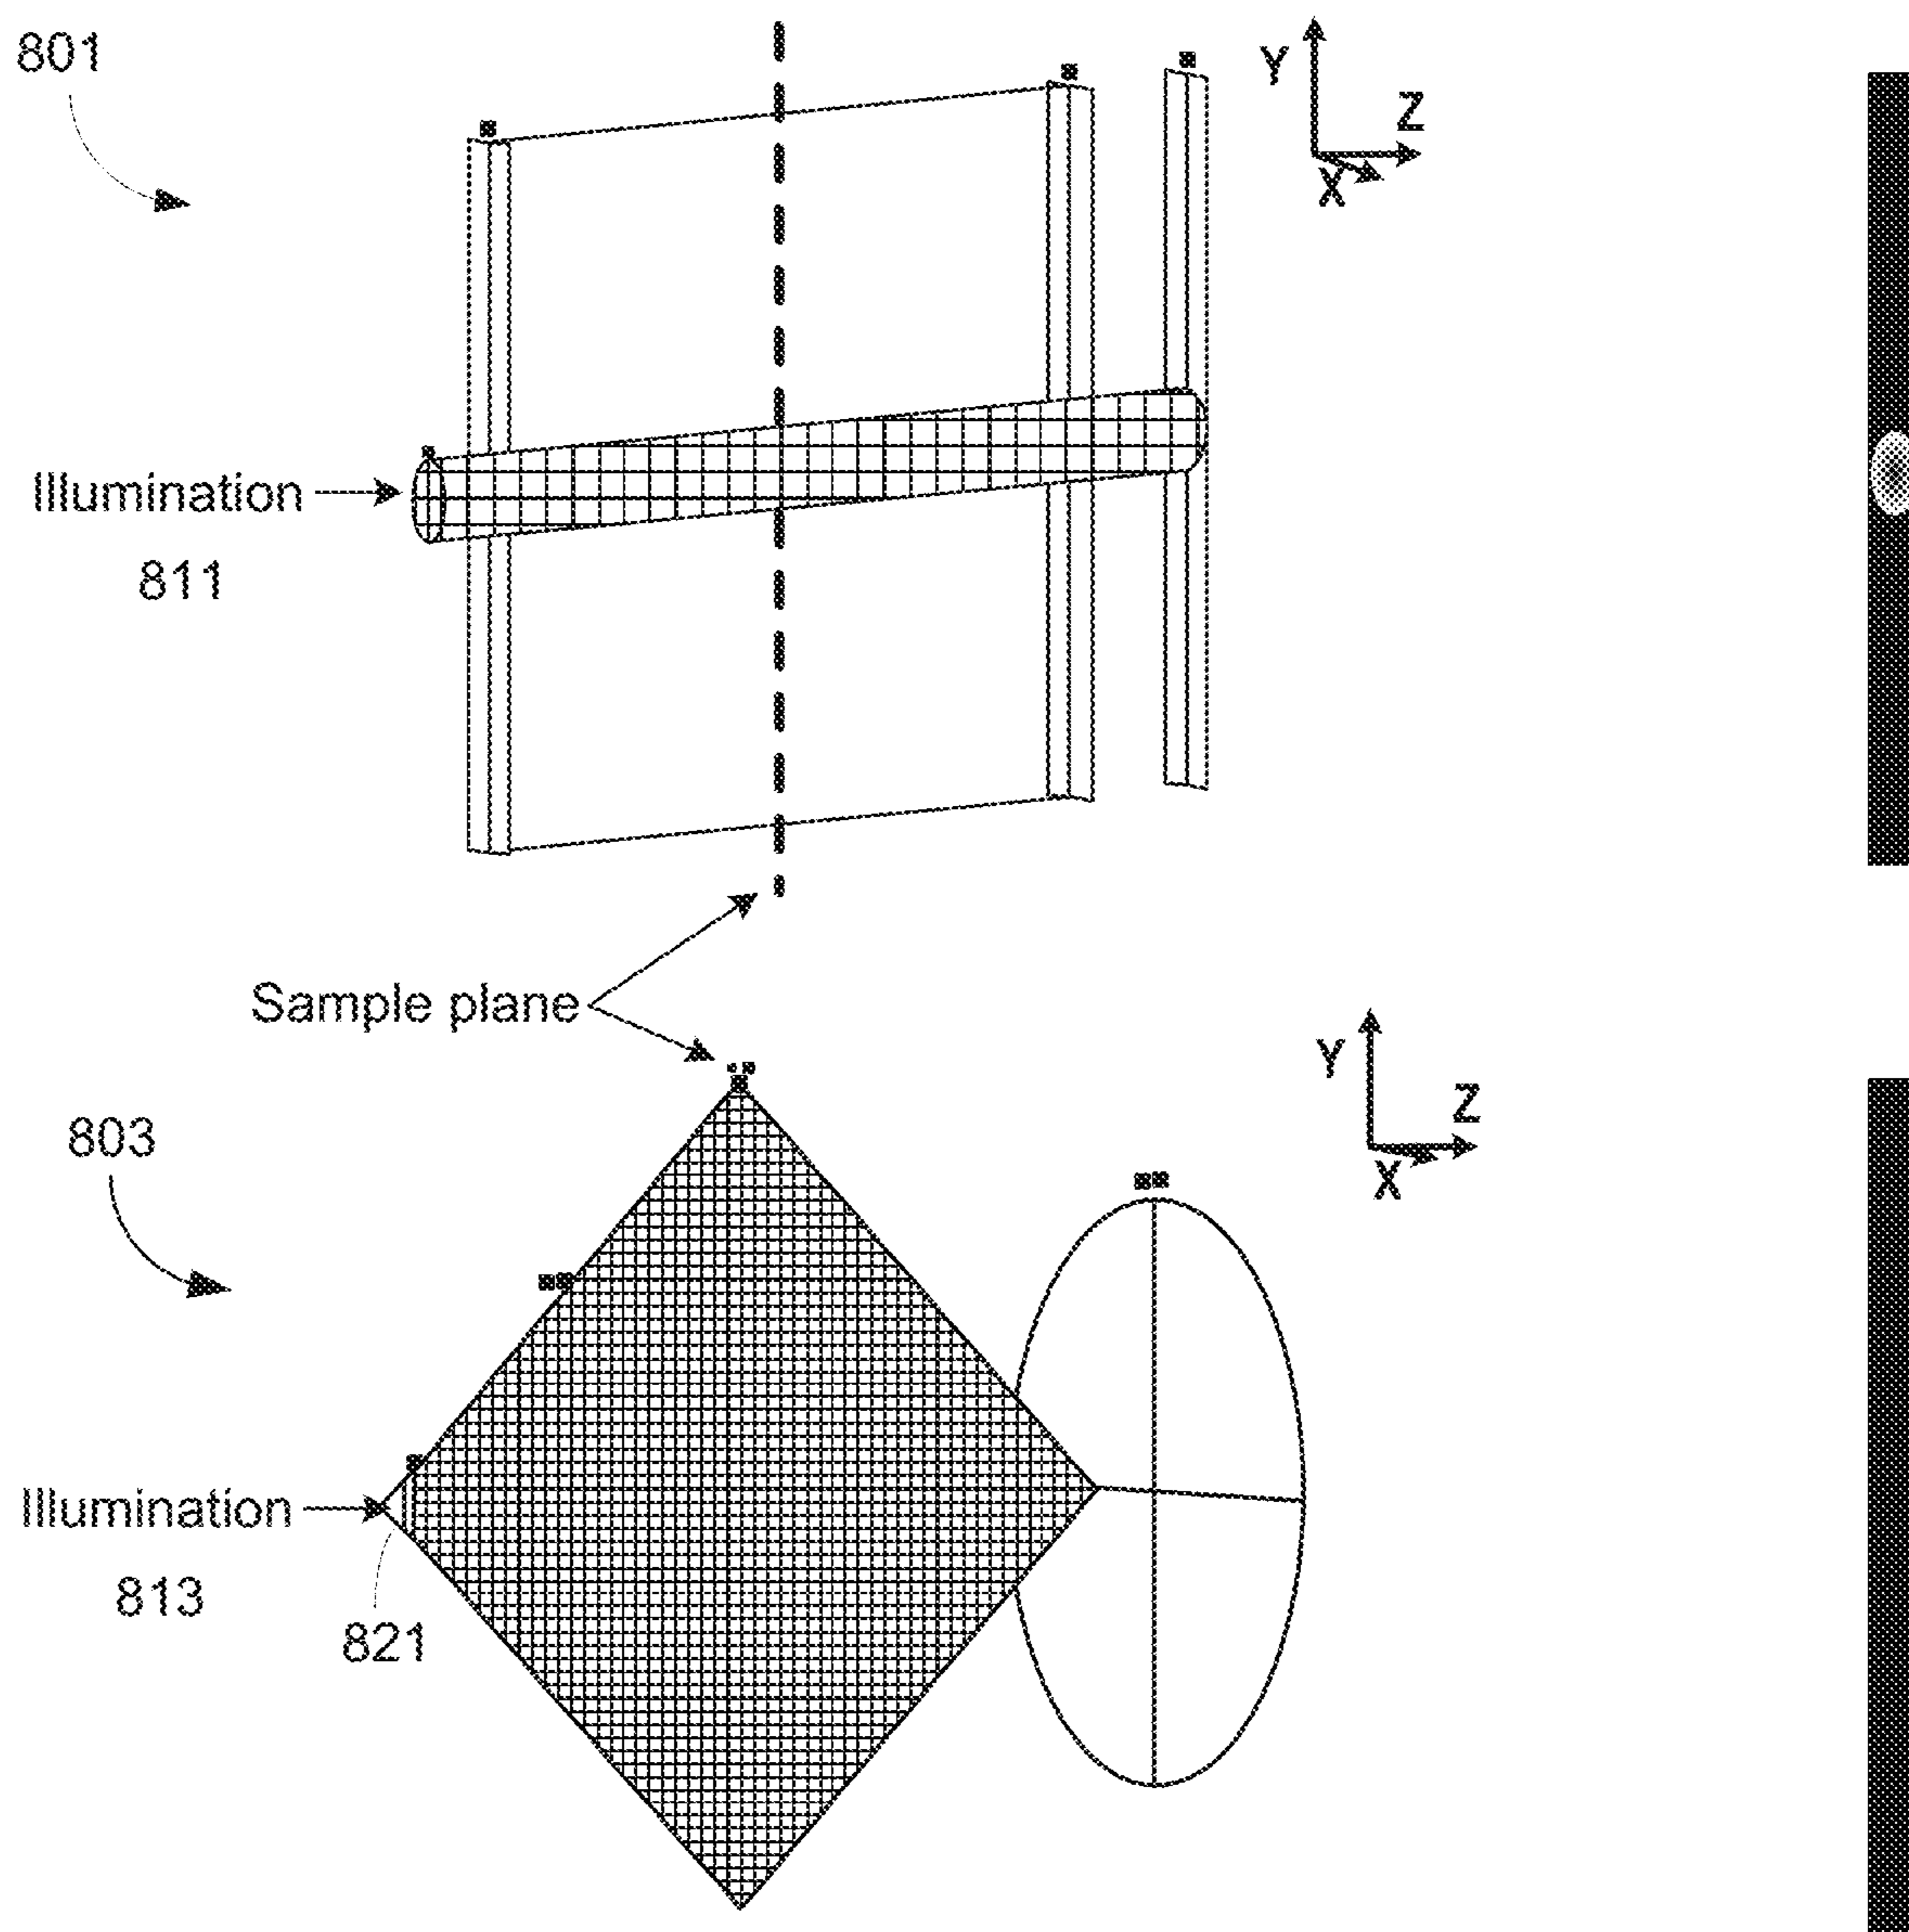 801
Y
Z
X
Illumination
811
Sample plane
803
Y
Z
X
Illumination
813
821